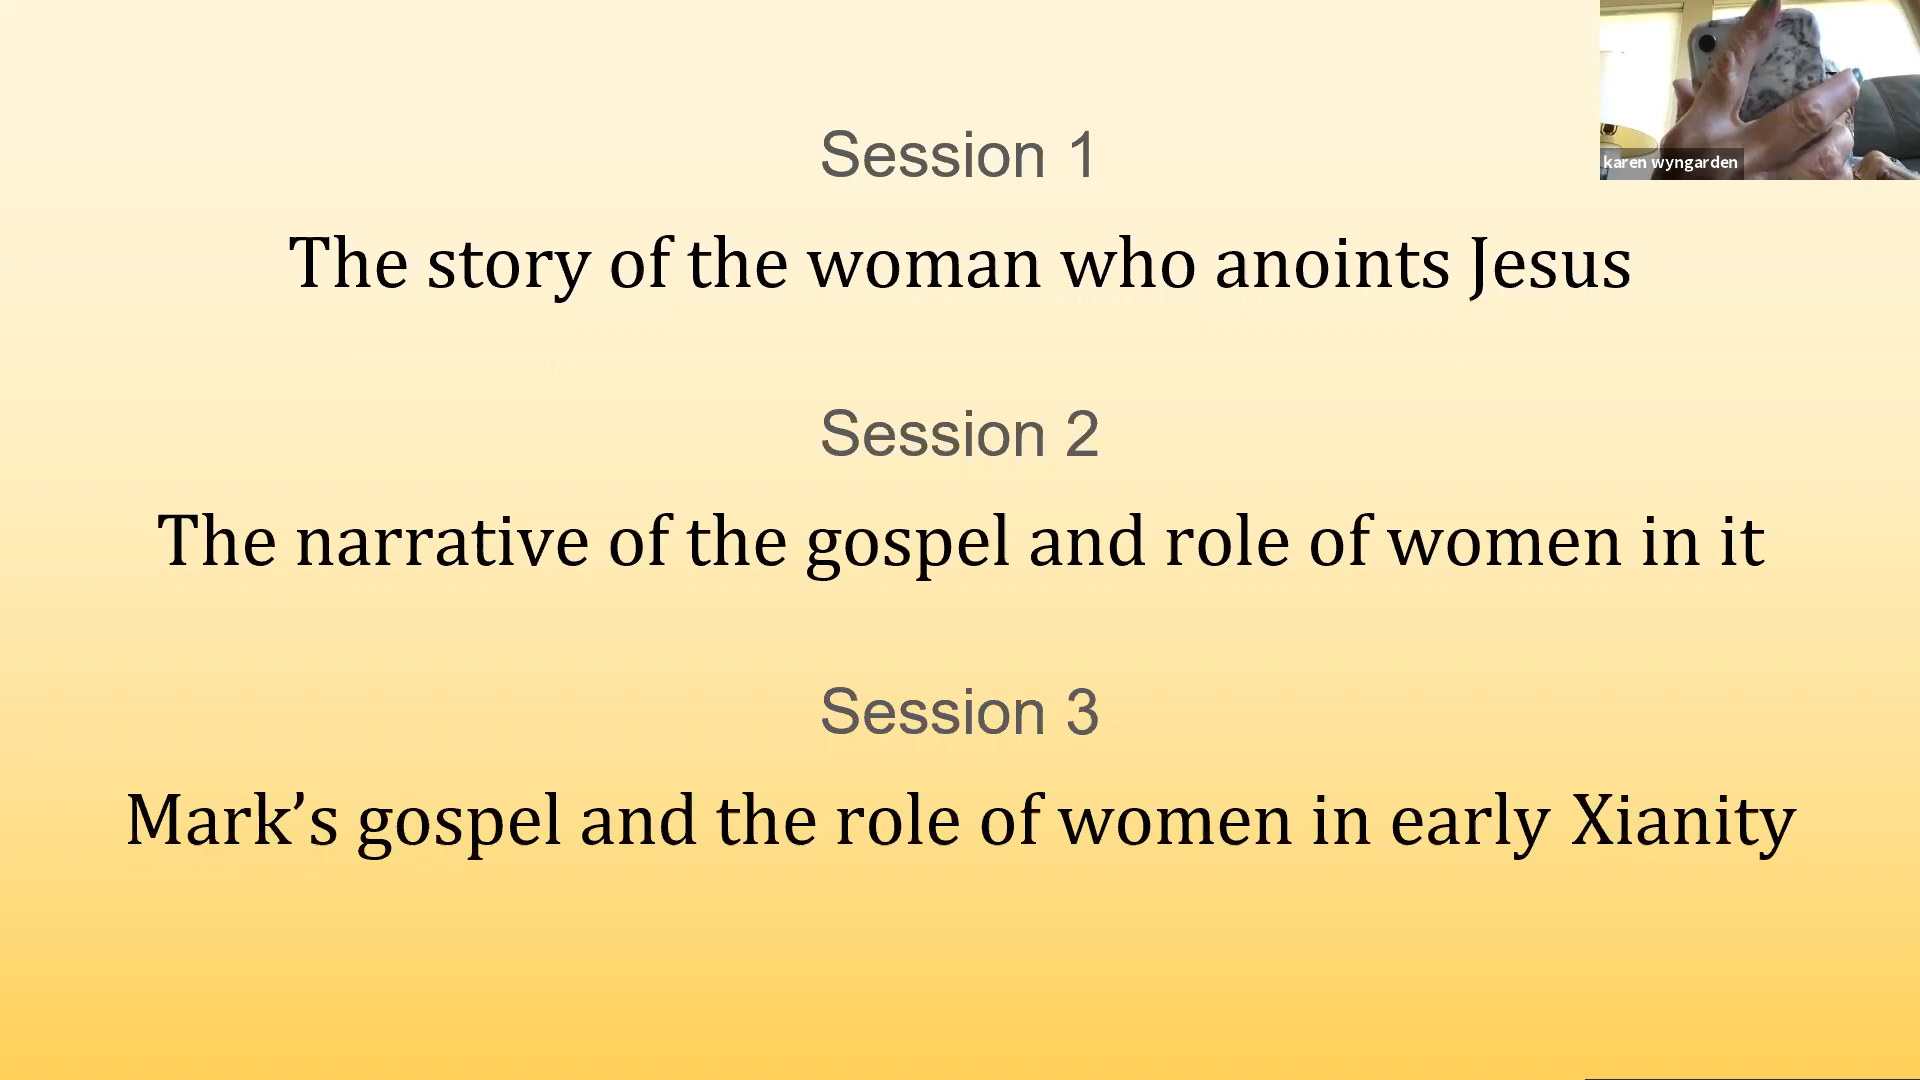 karen wyngarden
Session 1
The story of the woman who anoints Jesus
Session 2
The narrative of the gospel and role of women in it
Session 3
Mark’s gospel and the role of women in early Xianity